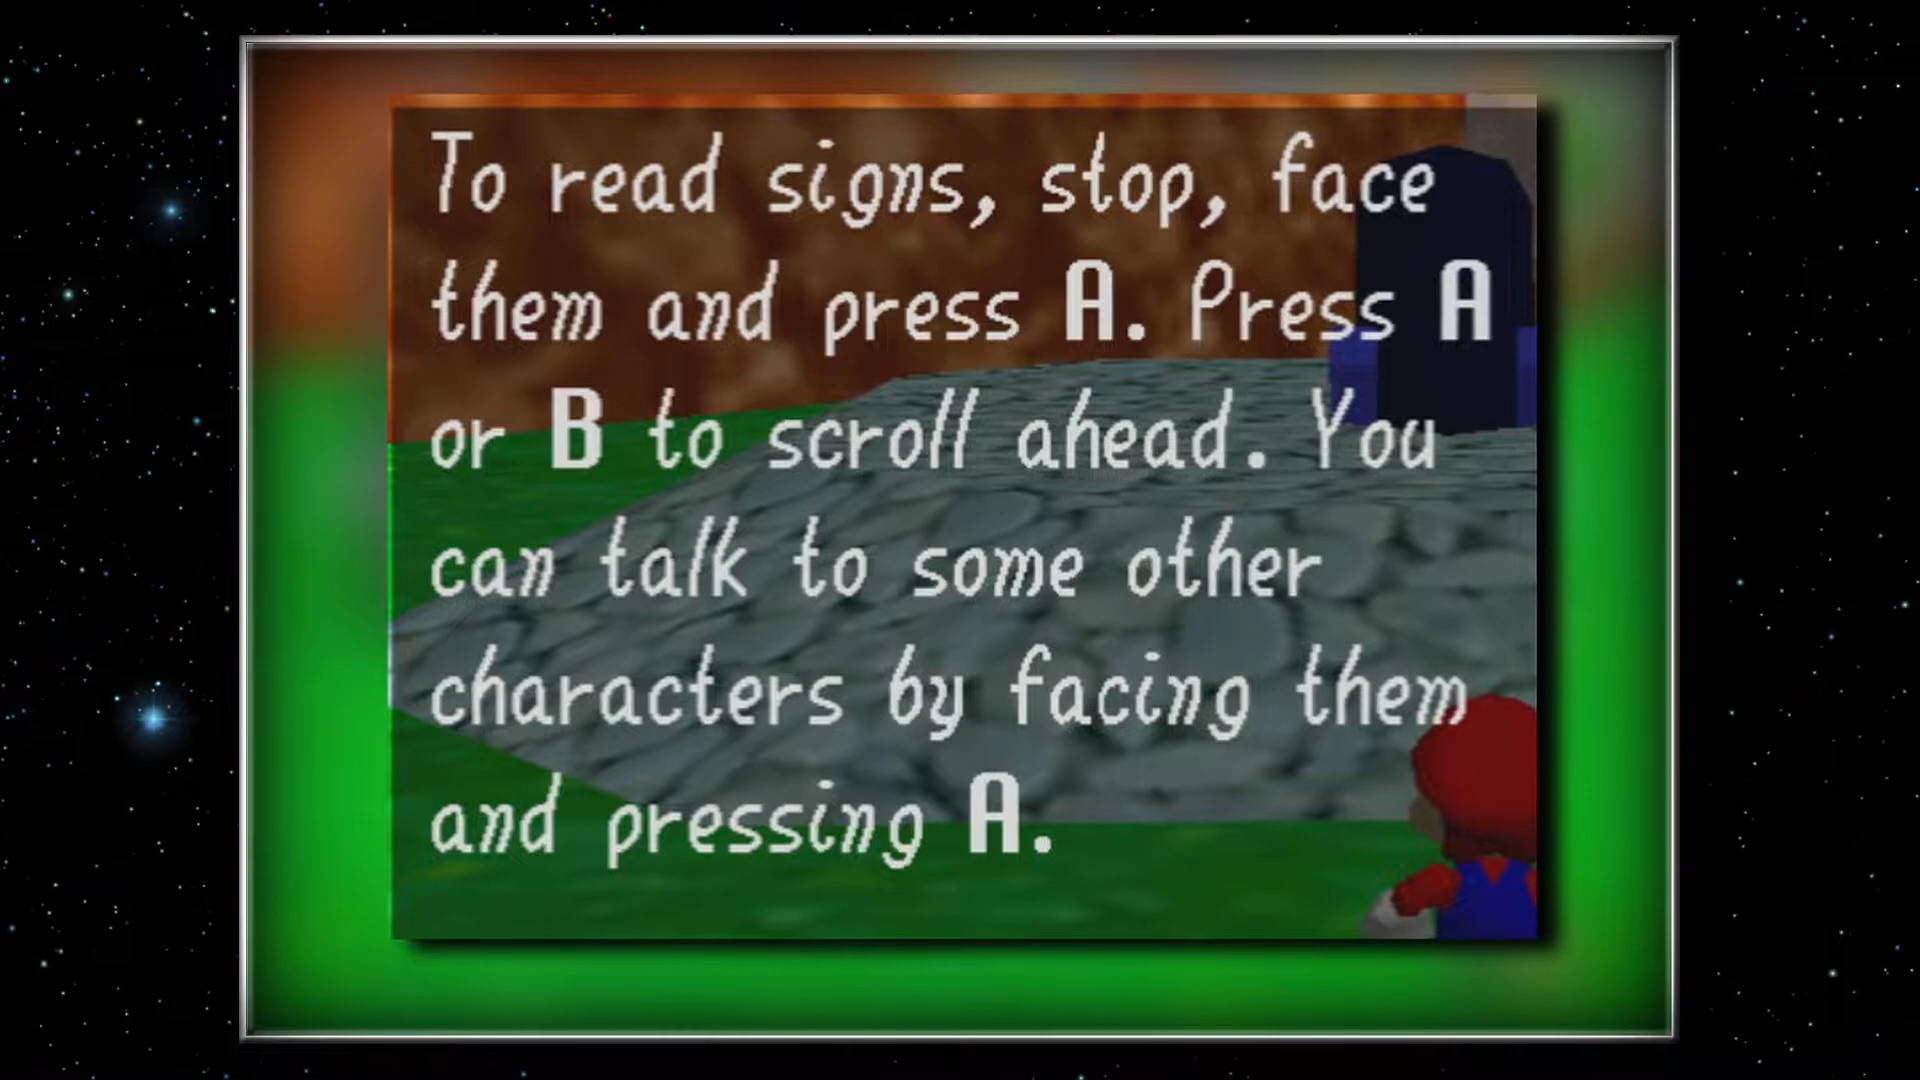 To read signs, stop, face
them and press A. Press A
or B to scroll ahead. You
can talk to some other
characters by facing them
and pressing A.